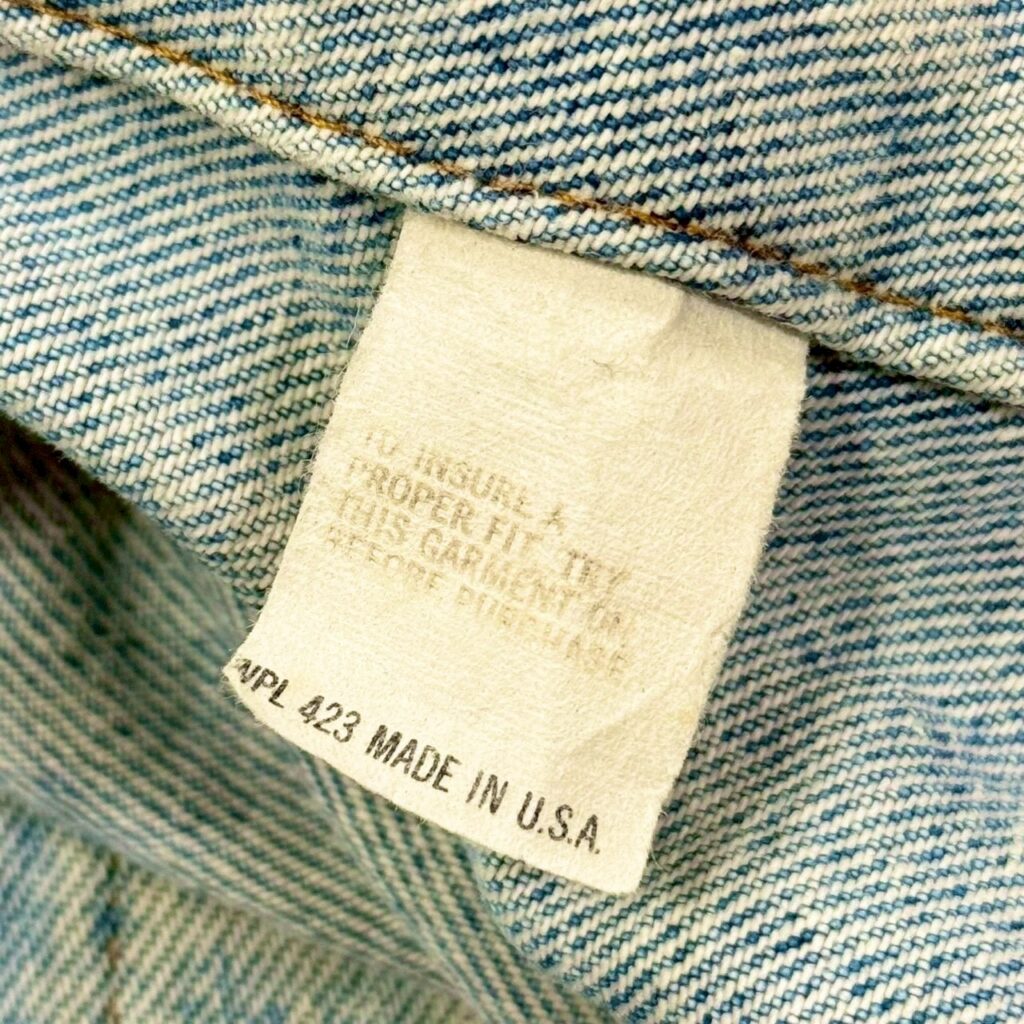 TO INSURE A
PROPER FIT TRY
THIS GARMENT ON
BEFORE PURCHASE
WPL 423 MADE IN U.S.A.